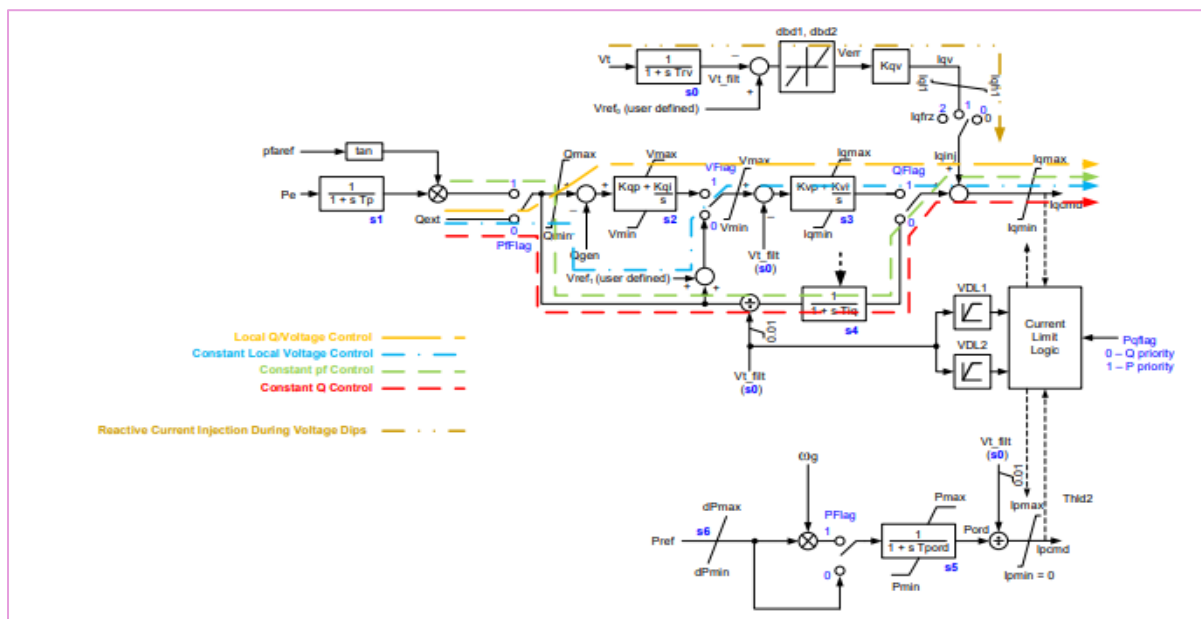 dbd1, dbd2
Vt
1
1 + s Trv
s0
Vt_filt
−
+
Verr
Kqv
Iqv
Iqh1
Iql1
Vref₀ (user defined)
Iqfrz
2
1
0
0
Iqinj
pfaref
tan
Pe
1
1 + s Tp
s1
Qext
1
0
PfFlag
Qmax
Qmin
+
−
Qgen
Vmax
Kqp + Kqi
s
s2
Vmin
VFlag
1
0
Vmax
Vmin
+
−
Vt_filt
(s0)
Iqmax
Kvp + Kvi
s
s3
Iqmin
QFlag
1
0
+
+
Iqmax
Iqmin
Iqcmd
Vref₁ (user defined)
+
+
÷
0.01
1
1 + s Tiq
s4
Vt_filt
(s0)
VDL1
VDL2
Current
Limit
Logic
Pqflag
0 – Q priority
1 – P priority
Local Q/Voltage Control
Constant Local Voltage Control
Constant pf Control
Constant Q Control
Reactive Current Injection During Voltage Dips
ωg
Pref
s6
dPmax
dPmin
PFlag
1
0
Pmax
1
1 + s Tpord
s5
Pmin
Pord
÷
Vt_filt
(s0)
0.01
Ipmax
Ipmin = 0
Thld2
Ipcmd